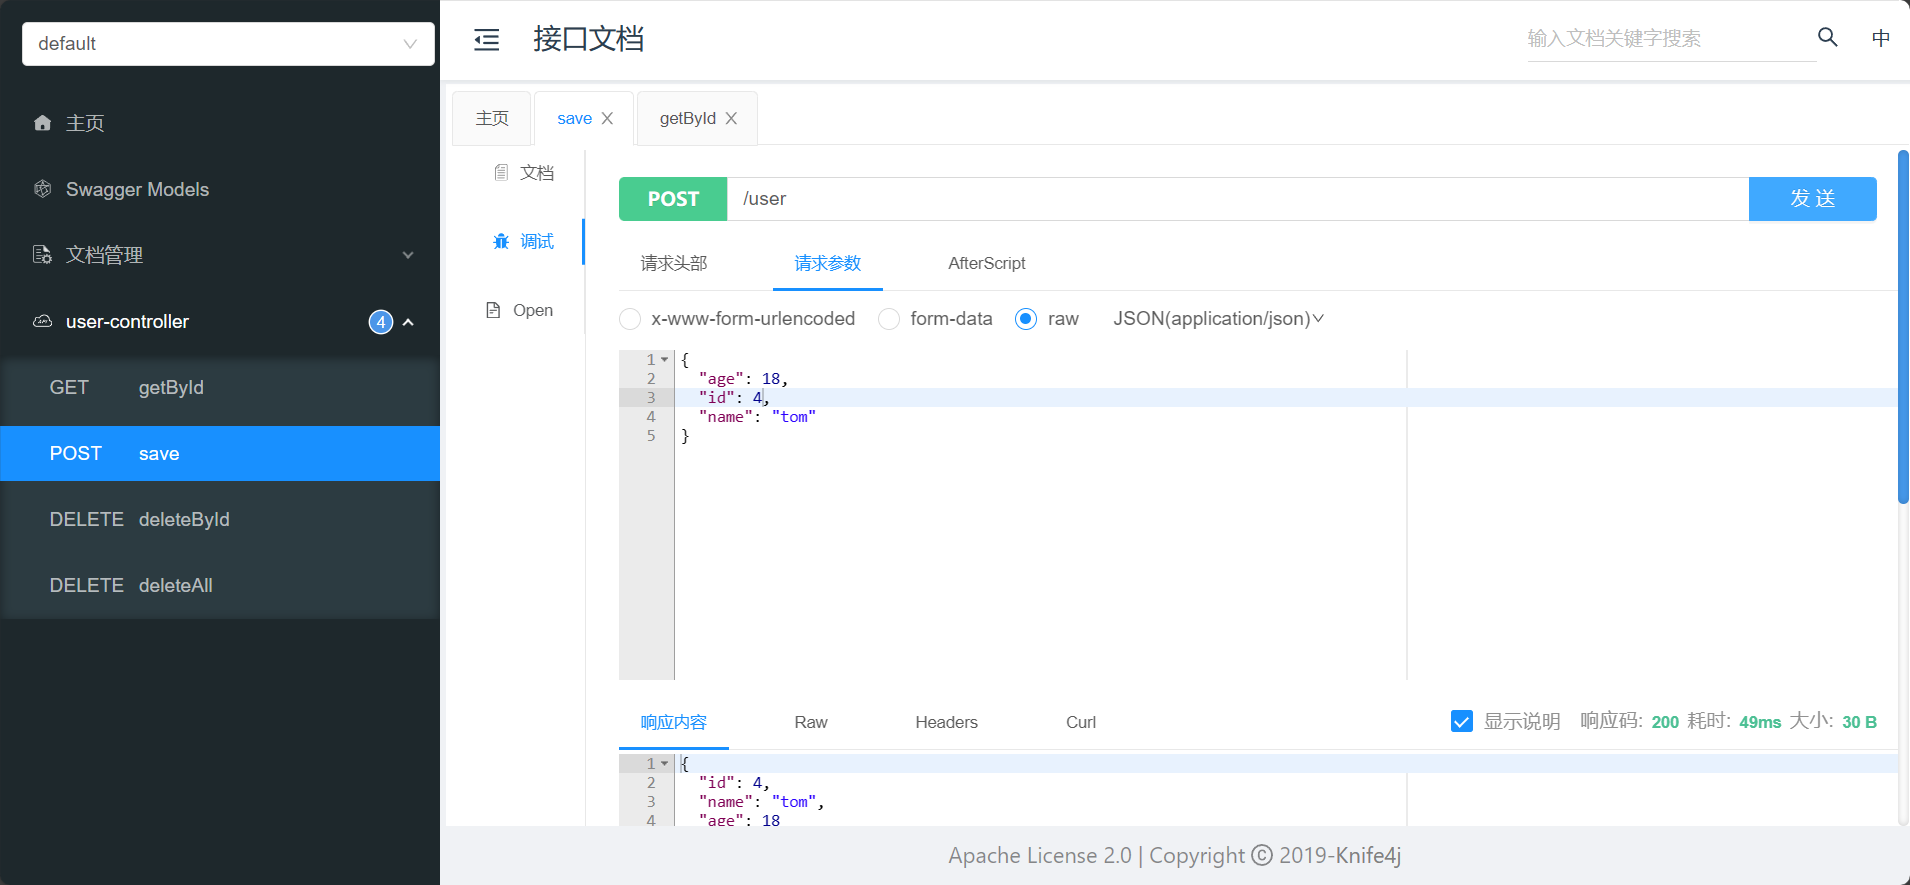 default
主页
Swagger Models
文档管理
user-controller 4
GET getById
POST save
DELETE deleteById
DELETE deleteAll
接口文档
输入文档关键字搜索
中
主页 save getById
文档
调试
Open
POST /user 发 送
请求头部 请求参数 AfterScript
x-www-form-urlencoded form-data raw JSON(application/json)
1 {
2 "age": 18,
3 "id": 4,
4 "name": "tom"
5 }
响应内容 Raw Headers Curl 显示说明 响应码: 200 耗时: 49ms 大小: 30 B
1 {
2 "id": 4,
3 "name": "tom",
4 "age": 18
Apache License 2.0 | Copyright © 2019-Knife4j